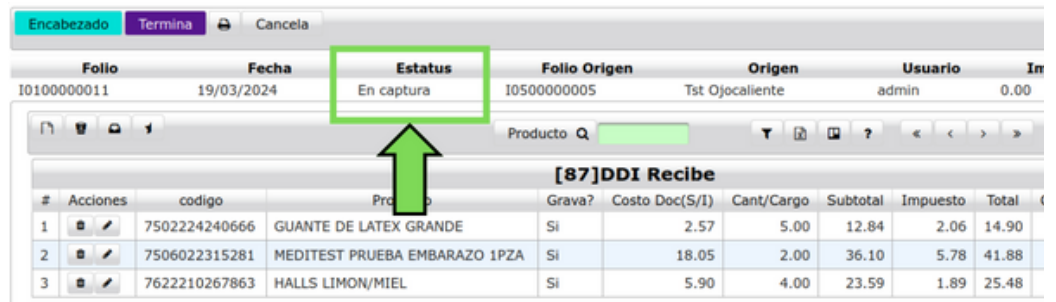 Encabezado Termina Cancela
Folio Fecha Estatus Folio Origen Origen Usuario
I0100000011 19/03/2024 En captura I0500000005 Tst Ojocaliente admin 0.00
Producto ? « < > »
[87]DDI Recibe
# Acciones codigo Grava? Costo Doc(S/I) Cant/Cargo Subtotal Impuesto Total
1 75022224240666 GUANTE DE LATEX GRANDE Si 2.57 5.00 12.84 2.06 14.90
2 7506022315281 MEDITEST PRUEBA EMBARAZO 1PZA Si 18.05 2.00 36.10 5.78 41.88
3 7622210267863 HALLS LIMON/MIEL Si 5.90 4.00 23.59 1.89 25.48